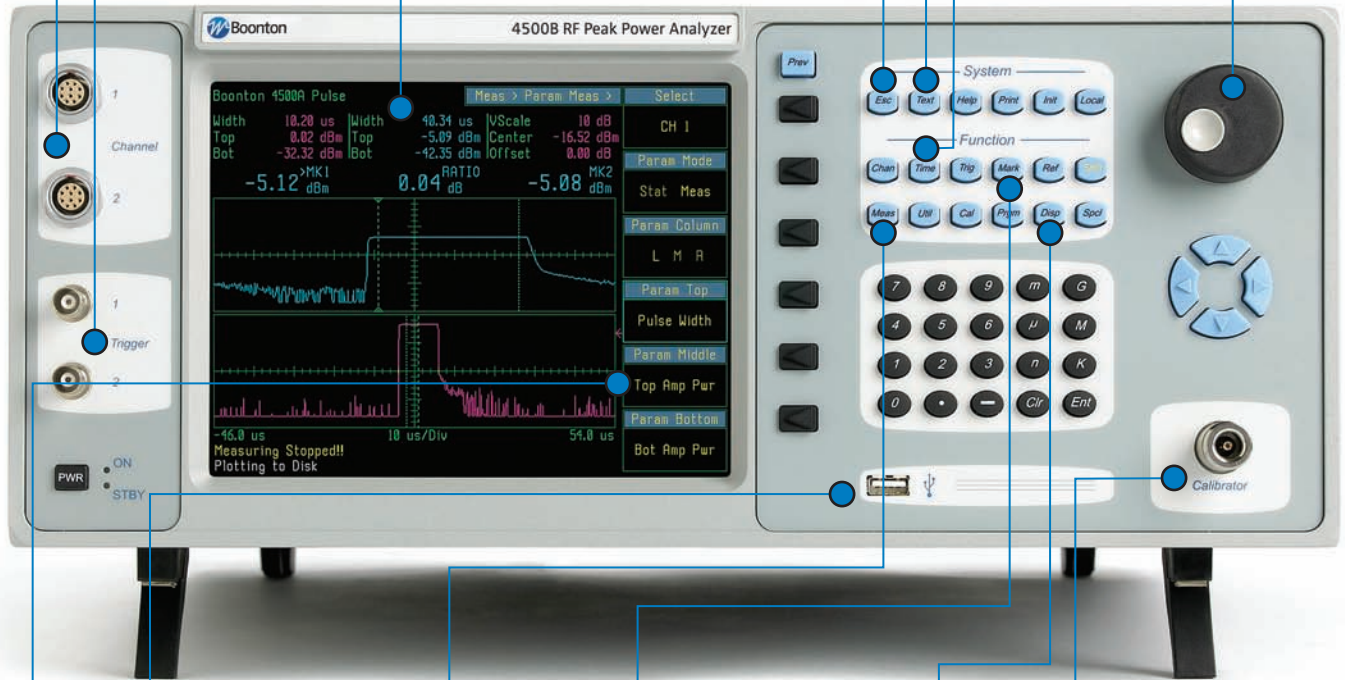 Boonton
4500B RF Peak Power Analyzer
1
Channel
2
1
Trigger
2
PWR
ON
STBY
Boonton 4500A Pulse
Meas > Param Meas >
Width 10.20 us Width 40.34 us VScale 10 dB
Top 0.02 dBm Top -5.09 dBm Center -16.52 dBm
Bot -32.32 dBm Bot -42.35 dBm Offset 0.00 dB
>MK1 RATIO MK2
-5.12 dBm 0.04 dB -5.08 dBm
-46.0 us 10 us/Div 54.0 us
Measuring Stopped!!
Plotting to Disk
Select
CH 1
Param Mode
Stat Meas
Param Column
L M R
Param Top
Pulse Width
Param Middle
Top Amp Pwr
Param Bottom
Bot Amp Pwr
Prev
System
Esc Text Help Print Init Local
Function
Chan Time Trig Mark Ref
Meas Util Cal Prgm Disp Spcl
7 8 9 m G
4 5 6 µ M
1 2 3 n K
0 • — Clr Ent
Calibrator